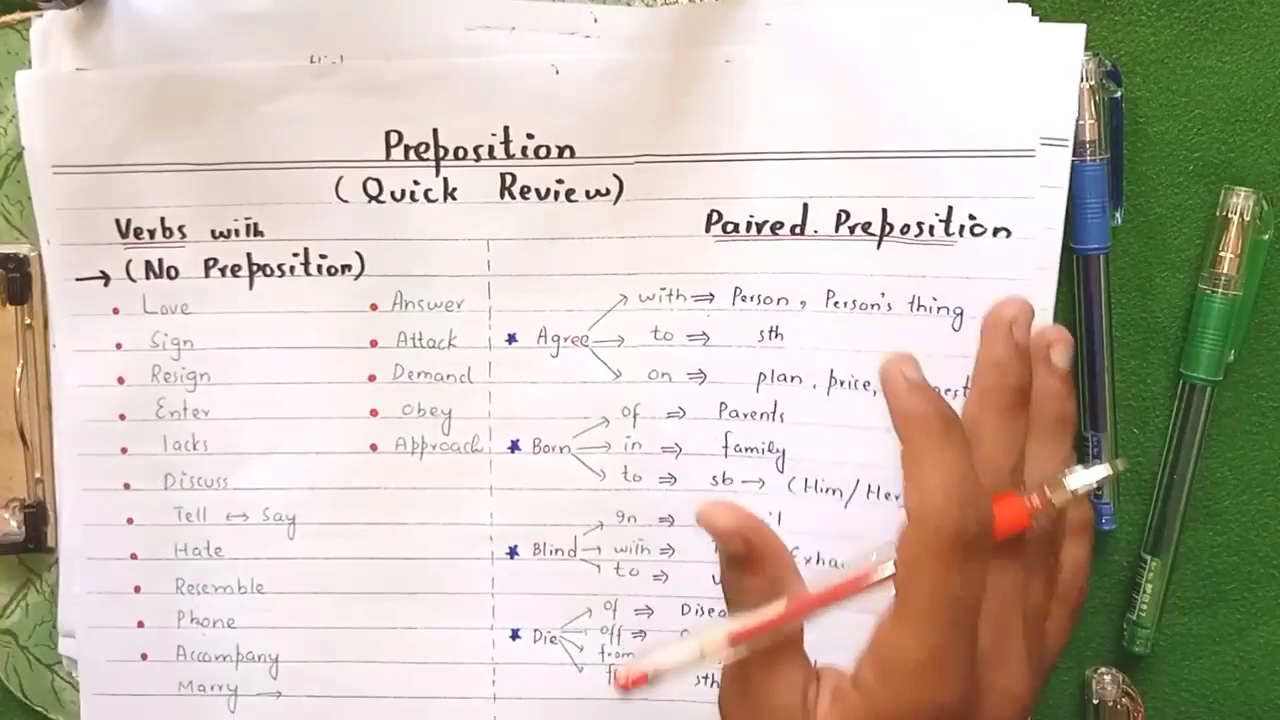 Preposition
(Quick Review)
Verbs with
→ (No Preposition)
• Love
• Sign
• Resign
• Enter
• lacks
• Discuss
• Tell ↔ Say
• Hate
• Resemble
• Phone
• Accompany
Marry →
• Answer
• Attack
• Demand
• Obey
• Approach
Paired. Preposition
with ⇒ Person, Person's thing
★ Agree → to ⇒ sth
on ⇒ plan, price,
of ⇒ Parents
★ Born → in ⇒ family
to ⇒ sb → (Him/Her
In ⇒
★ Blind → with ⇒
to ⇒
of ⇒
★ Die off ⇒
from
sth